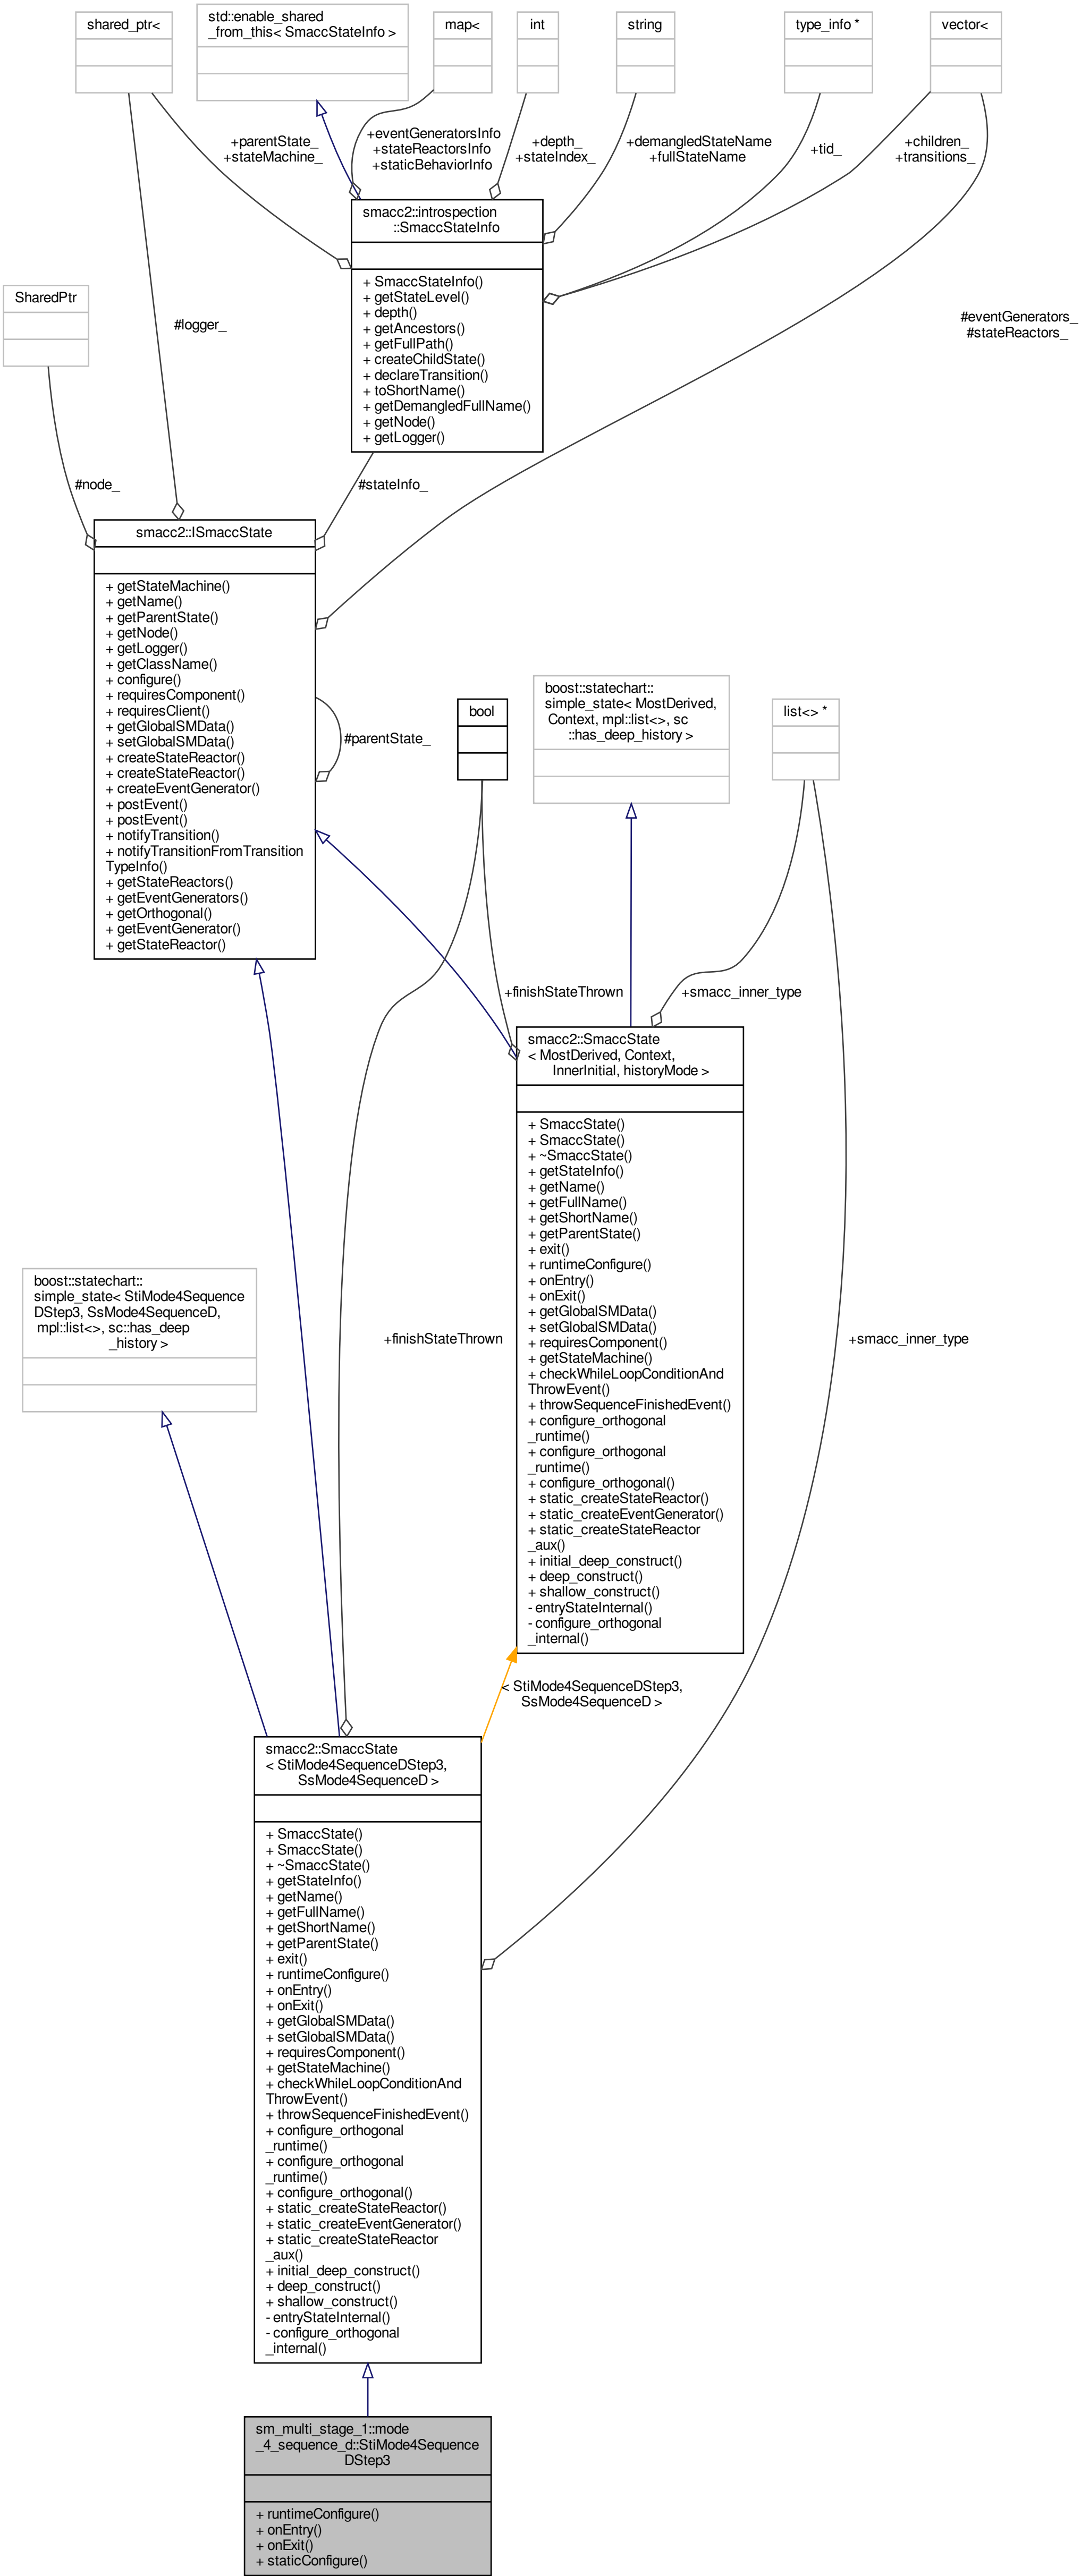 shared_ptr<
std::enable_shared
_from_this< SmaccStateInfo >
map<
int
string
type_info *
vector<
+parentState_
+stateMachine_
+eventGeneratorsInfo
+stateReactorsInfo
+staticBehaviorInfo
+depth_
+stateIndex_
+demangledStateName
+fullStateName
+tid_
+children_
+transitions_
smacc2::introspection
::SmaccStateInfo
+ SmaccStateInfo()
+ getStateLevel()
+ depth()
+ getAncestors()
+ getFullPath()
+ createChildState()
+ declareTransition()
+ toShortName()
+ getDemangledFullName()
+ getNode()
+ getLogger()
SharedPtr
#logger_
#eventGenerators_
#stateReactors_
#node_
#stateInfo_
smacc2::ISmaccState
+ getStateMachine()
+ getName()
+ getParentState()
+ getNode()
+ getLogger()
+ getClassName()
+ configure()
+ requiresComponent()
+ requiresClient()
+ getGlobalSMData()
+ setGlobalSMData()
+ createStateReactor()
+ createStateReactor()
+ createEventGenerator()
+ postEvent()
+ postEvent()
+ notifyTransition()
+ notifyTransitionFromTransition
TypeInfo()
+ getStateReactors()
+ getEventGenerators()
+ getOrthogonal()
+ getEventGenerator()
+ getStateReactor()
#parentState_
bool
boost::statechart::
simple_state< MostDerived,
Context, mpl::list<>, sc
::has_deep_history >
list<> *
+finishStateThrown
+smacc_inner_type
smacc2::SmaccState
< MostDerived, Context,
InnerInitial, historyMode >
+ SmaccState()
+ SmaccState()
+ ~SmaccState()
+ getStateInfo()
+ getName()
+ getFullName()
+ getShortName()
+ getParentState()
+ exit()
+ runtimeConfigure()
+ onEntry()
+ onExit()
+ getGlobalSMData()
+ setGlobalSMData()
+ requiresComponent()
+ getStateMachine()
+ checkWhileLoopConditionAnd
ThrowEvent()
+ throwSequenceFinishedEvent()
+ configure_orthogonal
_runtime()
+ configure_orthogonal
_runtime()
+ configure_orthogonal()
+ static_createStateReactor()
+ static_createEventGenerator()
+ static_createStateReactor
_aux()
+ initial_deep_construct()
+ deep_construct()
+ shallow_construct()
- entryStateInternal()
- configure_orthogonal
_internal()
boost::statechart::
simple_state< StiMode4Sequence
DStep3, SsMode4SequenceD,
mpl::list<>, sc::has_deep
_history >
+finishStateThrown
+smacc_inner_type
< StiMode4SequenceDStep3,
SsMode4SequenceD >
smacc2::SmaccState
< StiMode4SequenceDStep3,
SsMode4SequenceD >
+ SmaccState()
+ SmaccState()
+ ~SmaccState()
+ getStateInfo()
+ getName()
+ getFullName()
+ getShortName()
+ getParentState()
+ exit()
+ runtimeConfigure()
+ onEntry()
+ onExit()
+ getGlobalSMData()
+ setGlobalSMData()
+ requiresComponent()
+ getStateMachine()
+ checkWhileLoopConditionAnd
ThrowEvent()
+ throwSequenceFinishedEvent()
+ configure_orthogonal
_runtime()
+ configure_orthogonal
_runtime()
+ configure_orthogonal()
+ static_createStateReactor()
+ static_createEventGenerator()
+ static_createStateReactor
_aux()
+ initial_deep_construct()
+ deep_construct()
+ shallow_construct()
- entryStateInternal()
- configure_orthogonal
_internal()
sm_multi_stage_1::mode
_4_sequence_d::StiMode4Sequence
DStep3
+ runtimeConfigure()
+ onEntry()
+ onExit()
+ staticConfigure()